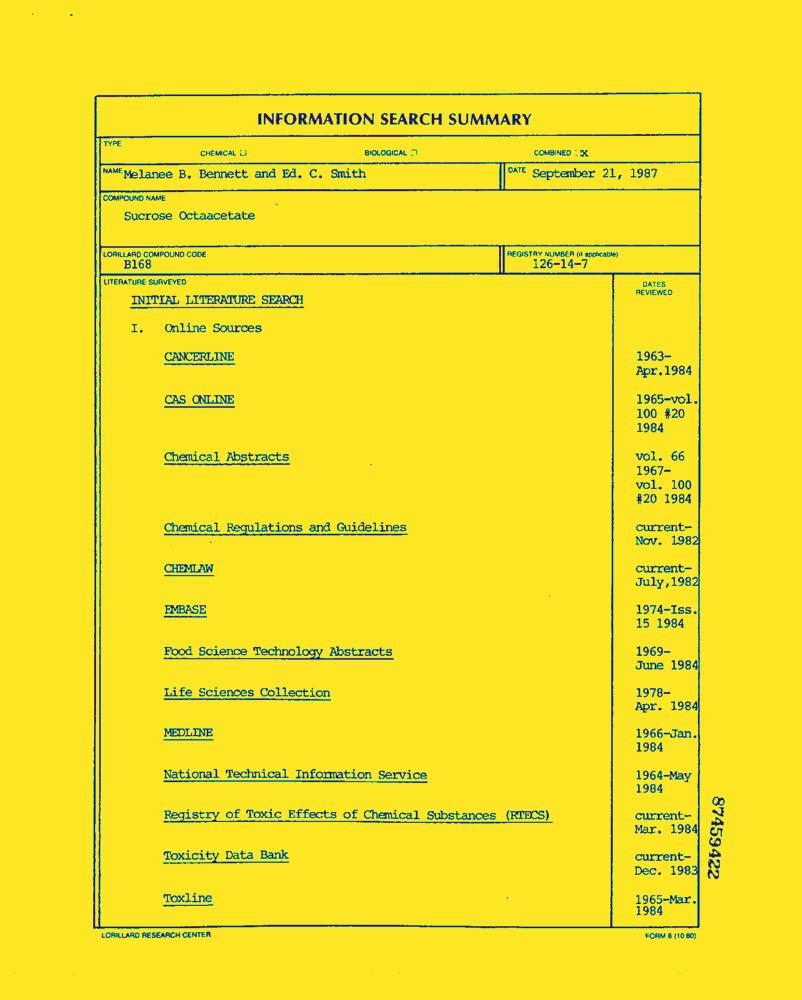 INFORMATION SEARCH SUMMARY
TYPE
CHEMICAL BIOLOGICAL COMBINED X
NAME Melanee B. Bennett and Ed. C. Smith DATE September 21, 1987
COMPOUND NAME
Sucrose Octaacetate
LORILLARD COMPOUND CODE REGISTRY NUMBER (if applicable)
B168 126-14-7
LITERATURE SURVEYED DATES
REVIEWED
INITIAL LITERATURE SEARCH
I. Online Sources
CANCERLINE 1963-
Apr.1984
CAS ONLINE 1965-vol.
100 #20
1984
Chemical Abstracts vol. 66
1967-
vol. 100
#20 1984
Chemical Regulations and Guidelines current-
Nov. 1982
CHEMLAW current-
July,1982
EMBASE 1974-Iss.
15 1984
Food Science Technology Abstracts 1969-
June 1984
Life Sciences Collection 1978-
Apr. 1984
MEDLINE 1966-Jan.
1984
National Technical Information Service 1964-May
1984
Registry of Toxic Effects of Chemical Substances (RTECS) current-
Mar. 1984
Toxicity Data Bank current-
Dec. 1983
Toxline 1965-Mar.
1984
87459422
LORILLARD RESEARCH CENTER FORM 8 (10 80)